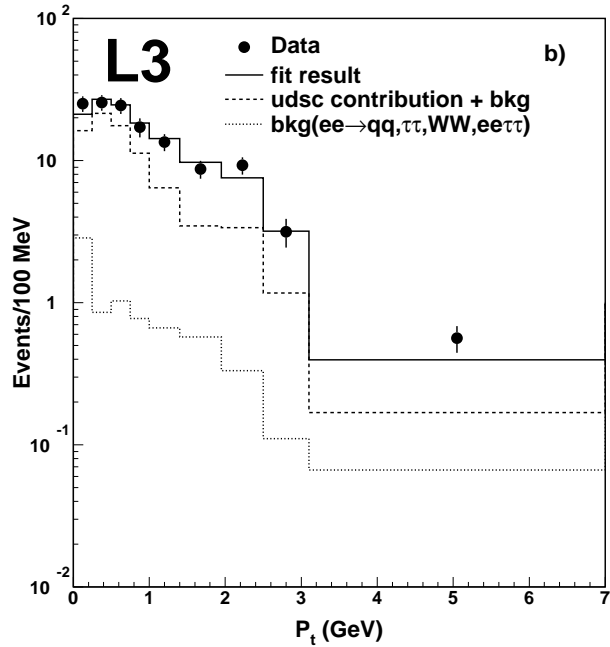 L3
b)
Data
fit result
udsc contribution + bkg
bkg(ee→qq,ττ,WW,eeττ)
Events/100 MeV
10^2
10
1
10^-1
10^-2
0 1 2 3 4 5 6 7
P_t (GeV)